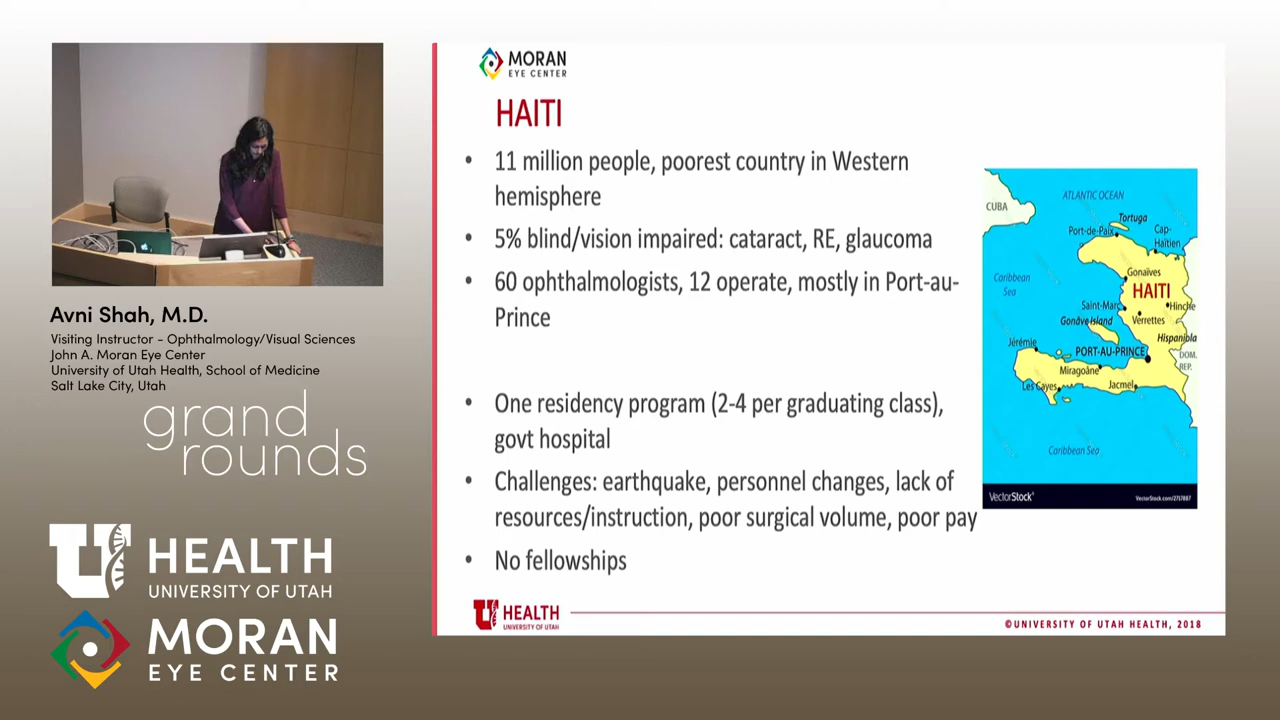 Avni Shah, M.D.
Visiting Instructor - Ophthalmology/Visual Sciences
John A. Moran Eye Center
University of Utah Health, School of Medicine
Salt Lake City, Utah
grand
rounds
U HEALTH
UNIVERSITY OF UTAH
MORAN
EYE CENTER
MORAN
EYE CENTER
HAITI
• 11 million people, poorest country in Western
hemisphere
• 5% blind/vision impaired: cataract, RE, glaucoma
• 60 ophthalmologists, 12 operate, mostly in Port-au-
Prince
• One residency program (2-4 per graduating class),
govt hospital
• Challenges: earthquake, personnel changes, lack of
resources/instruction, poor surgical volume, poor pay
• No fellowships
ATLANTIC OCEAN
CUBA
Tortuga
Port-de-Paix
Cap-
Haïtien
Caribbean
Sea
Gonaïves
HAITI
Saint-Marc
Hinche
Gonâve Island
Verrettes
Hispaniola
Jérémie
PORT-AU-PRINCE
DOM.
REP.
Miragoâne
Les Cayes
Jacmel
Caribbean Sea
VectorStock®
VectorStock.com/2717887
U HEALTH
UNIVERSITY OF UTAH
©UNIVERSITY OF UTAH HEALTH, 2018